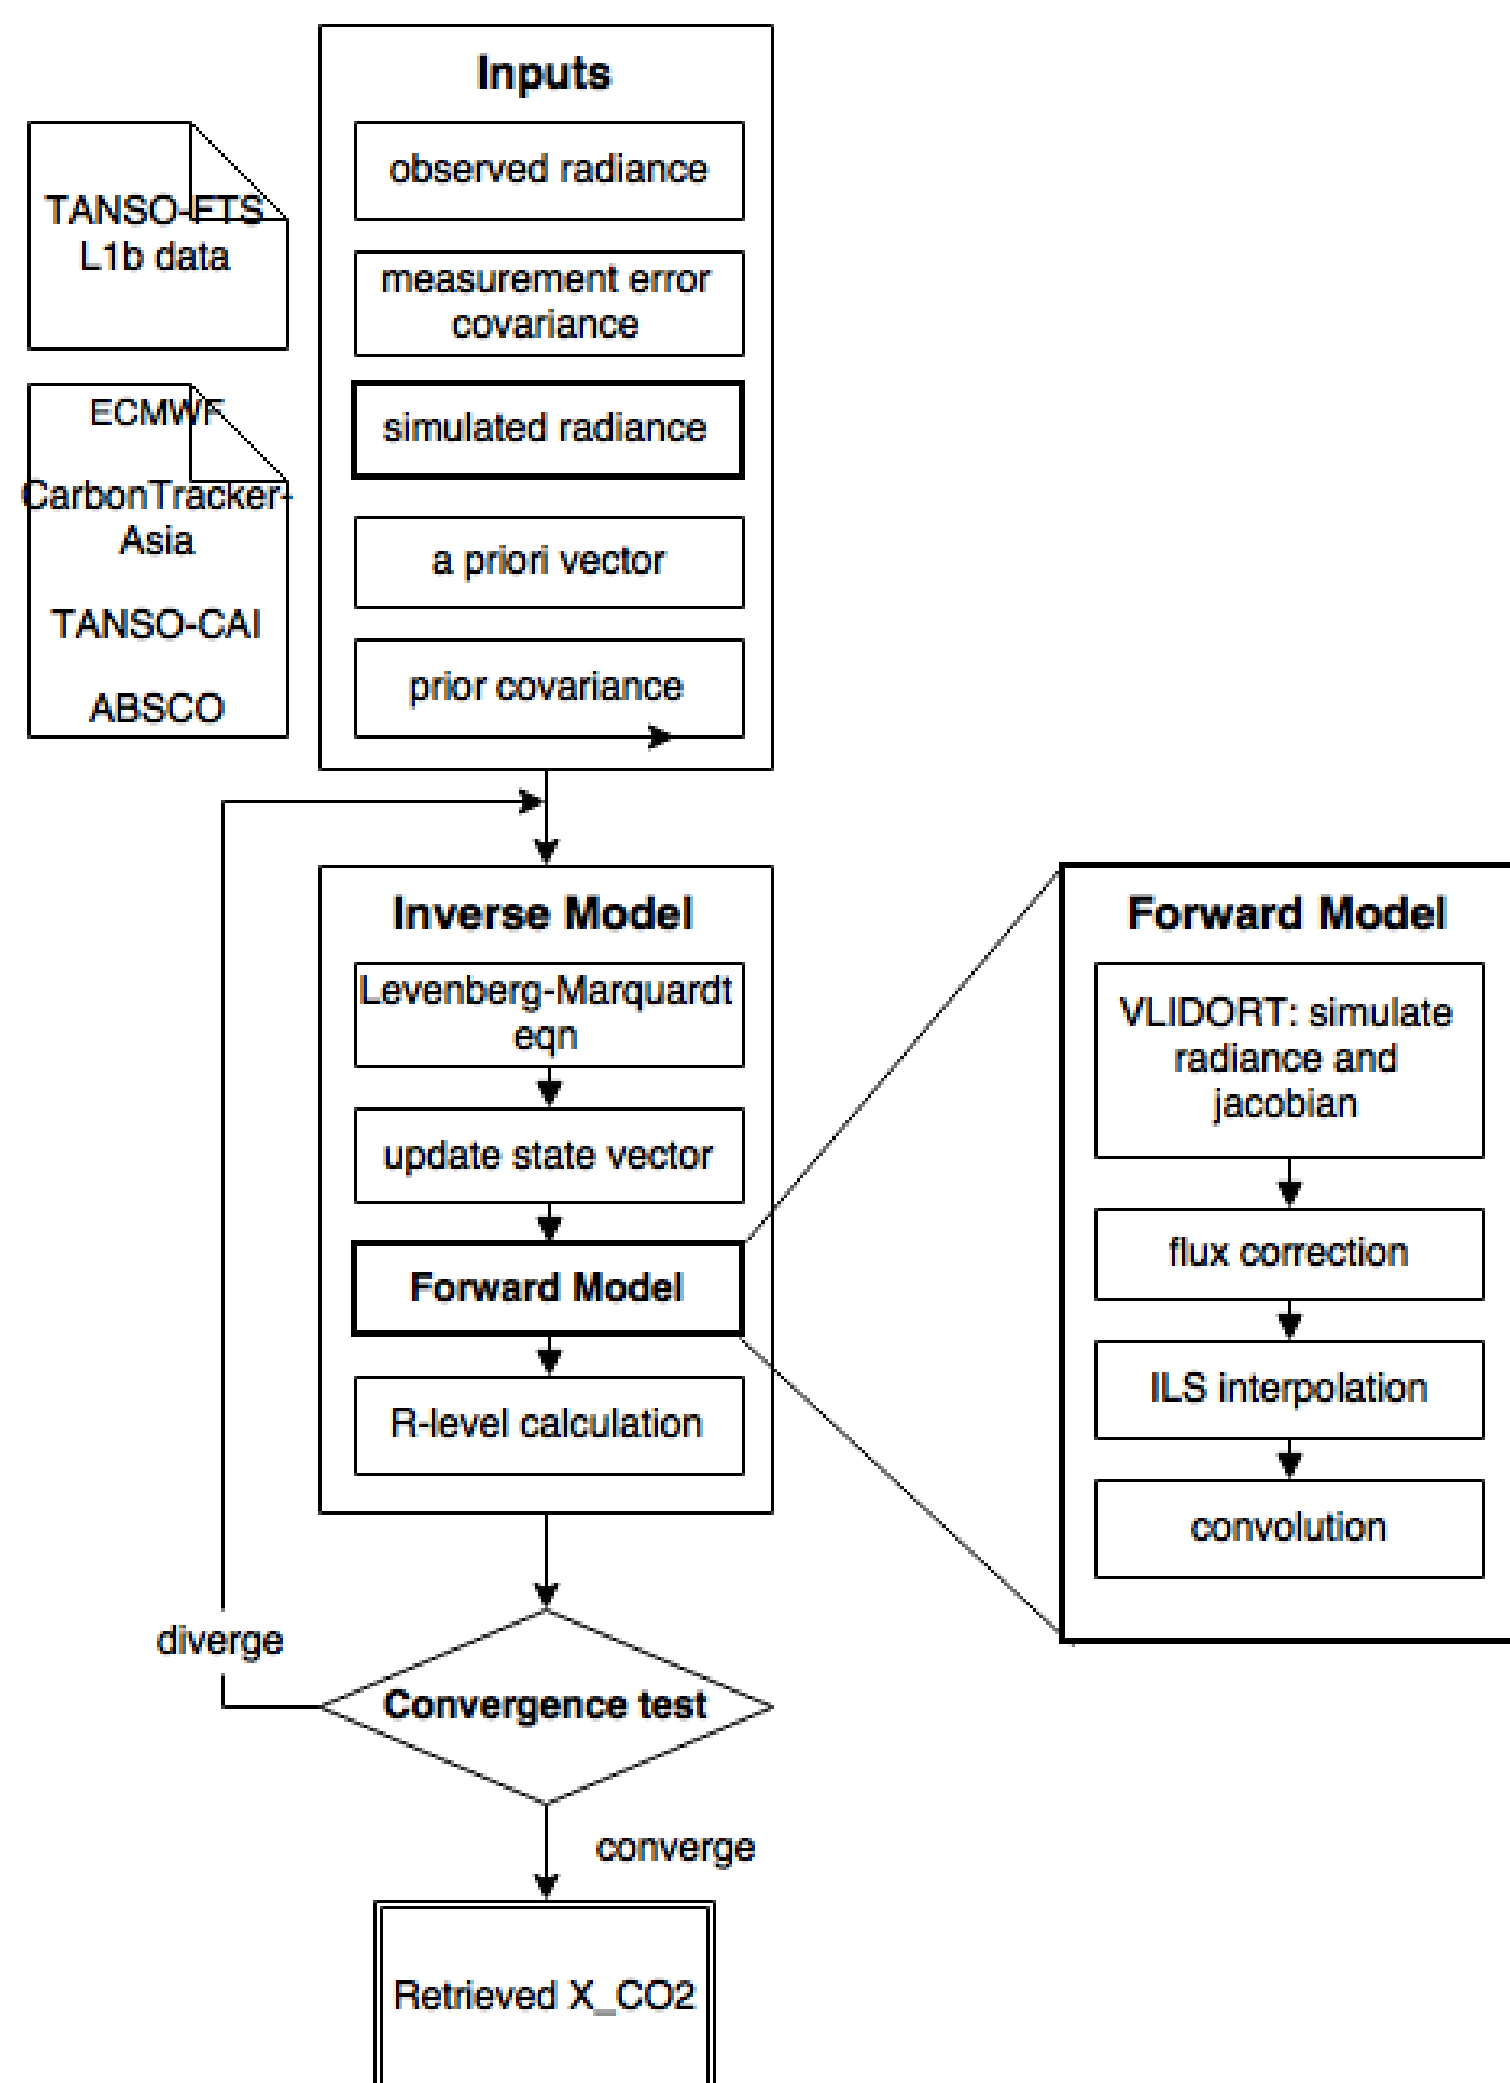 Inputs
observed radiance
measurement error
covariance
simulated radiance
a priori vector
prior covariance
TANSO-FTS
L1b data
ECMWF
CarbonTracker-
Asia
TANSO-CAI
ABSCO
Inverse Model
Levenberg-Marquardt
eqn
update state vector
Forward Model
R-level calculation
Forward Model
VLIDORT: simulate
radiance and
jacobian
flux correction
ILS interpolation
convolution
diverge
Convergence test
converge
Retrieved X_CO2